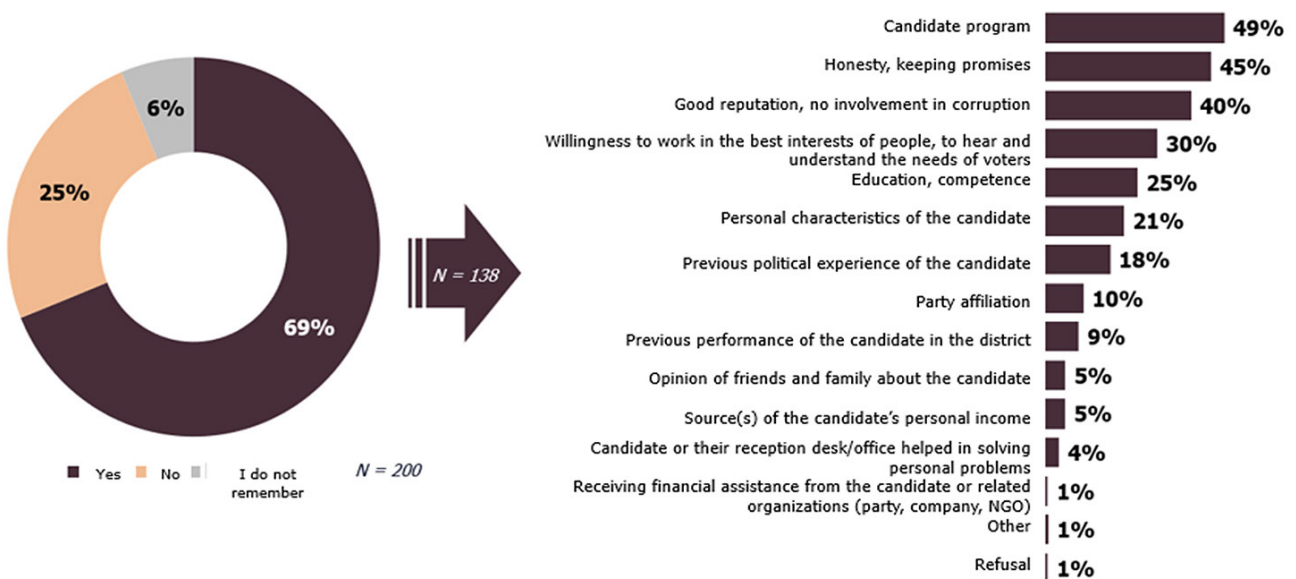 6%
25%
69%
Yes
No
I do not
remember
N = 200
N = 138
Candidate program 49%
Honesty, keeping promises 45%
Good reputation, no involvement in corruption 40%
Willingness to work in the best interests of people, to hear and
understand the needs of voters 30%
Education, competence 25%
Personal characteristics of the candidate 21%
Previous political experience of the candidate 18%
Party affiliation 10%
Previous performance of the candidate in the district 9%
Opinion of friends and family about the candidate 5%
Source(s) of the candidate’s personal income 5%
Candidate or their reception desk/office helped in solving
personal problems 4%
Receiving financial assistance from the candidate or related
organizations (party, company, NGO) 1%
Other 1%
Refusal 1%